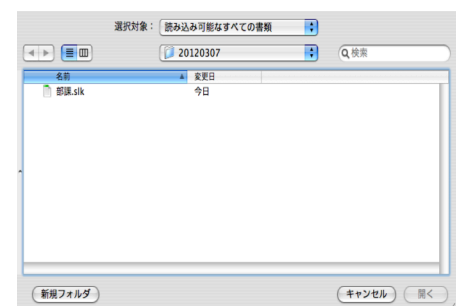 選択対象： 読み込み可能なすべての書類
20120307 検索
名前 変更日
部課.slk 今日
新規フォルダ キャンセル 開く